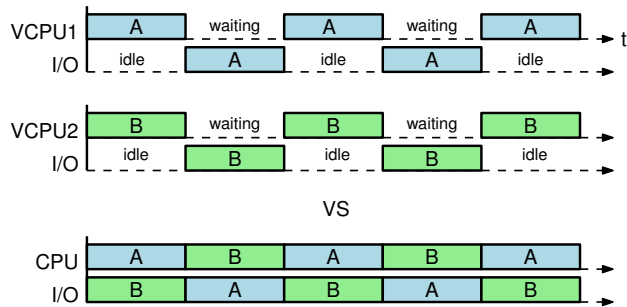 VCPU1 A waiting A waiting A t
I/O idle A idle A idle
VCPU2 B waiting B waiting B
I/O idle B idle B idle
VS
CPU A B A B A
I/O B A B A B